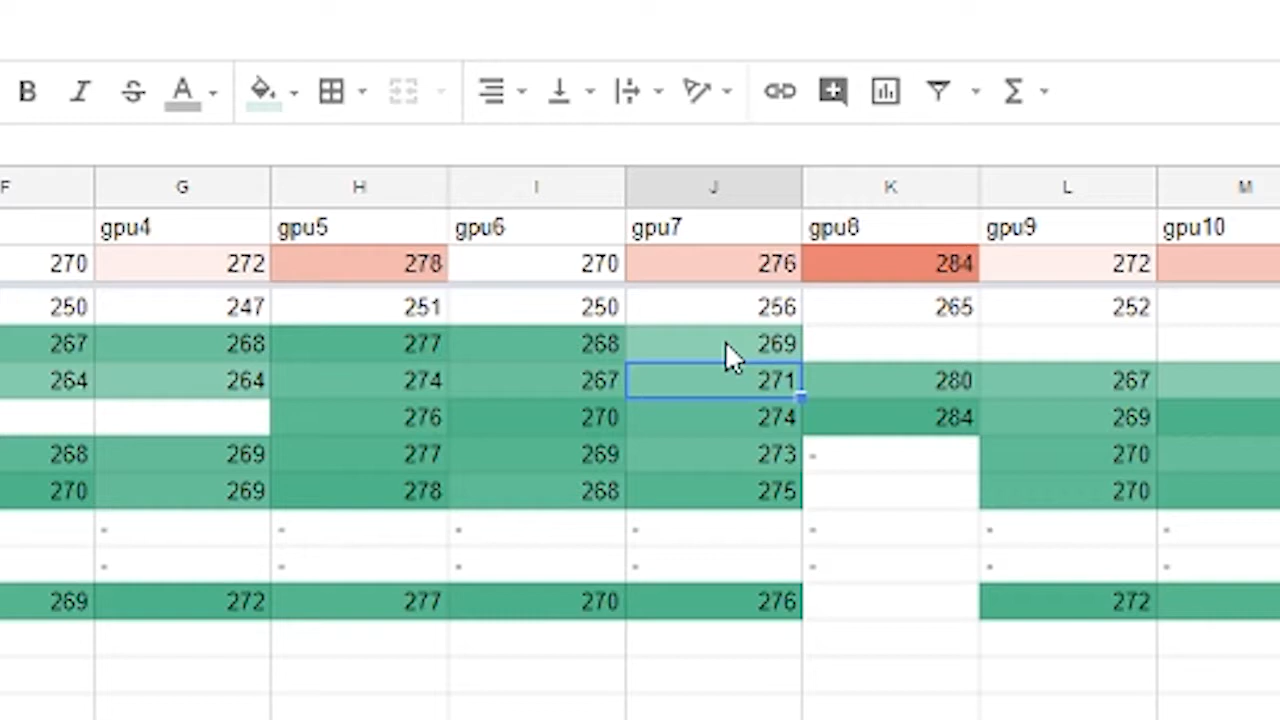 B I S A Σ
F G H I J K L M
gpu4 gpu5 gpu6 gpu7 gpu8 gpu9 gpu10
270 272 278 270 276 284 272
250 247 251 250 256 265 252
267 268 277 268 269
264 264 274 267 271 280 267
276 270 274 284 269
268 269 277 269 273 - 270
270 269 278 268 275 270
- - - - - - -
- - - - - - -
269 272 277 270 276 272